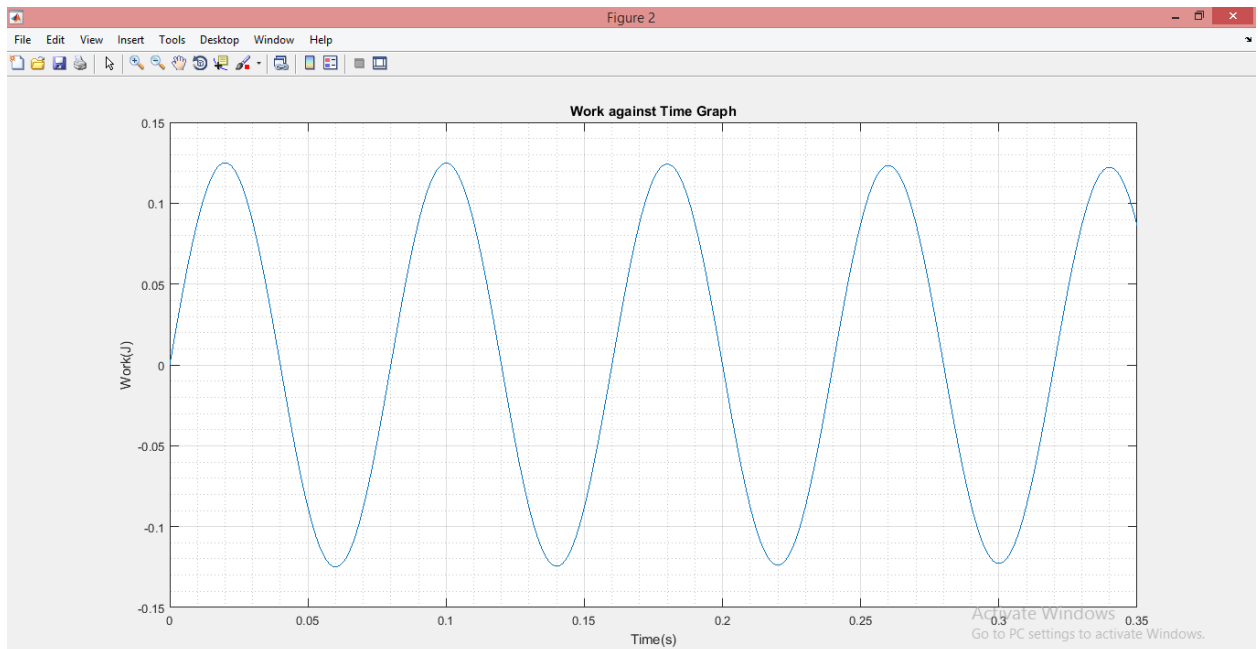 Figure 2
File Edit View Insert Tools Desktop Window Help
Work against Time Graph
0.15
0.1
0.05
0
-0.05
-0.1
-0.15
Work(J)
0 0.05 0.1 0.15 0.2 0.25 0.3 0.35
Time(s)
Activate Windows
Go to PC settings to activate Windows.